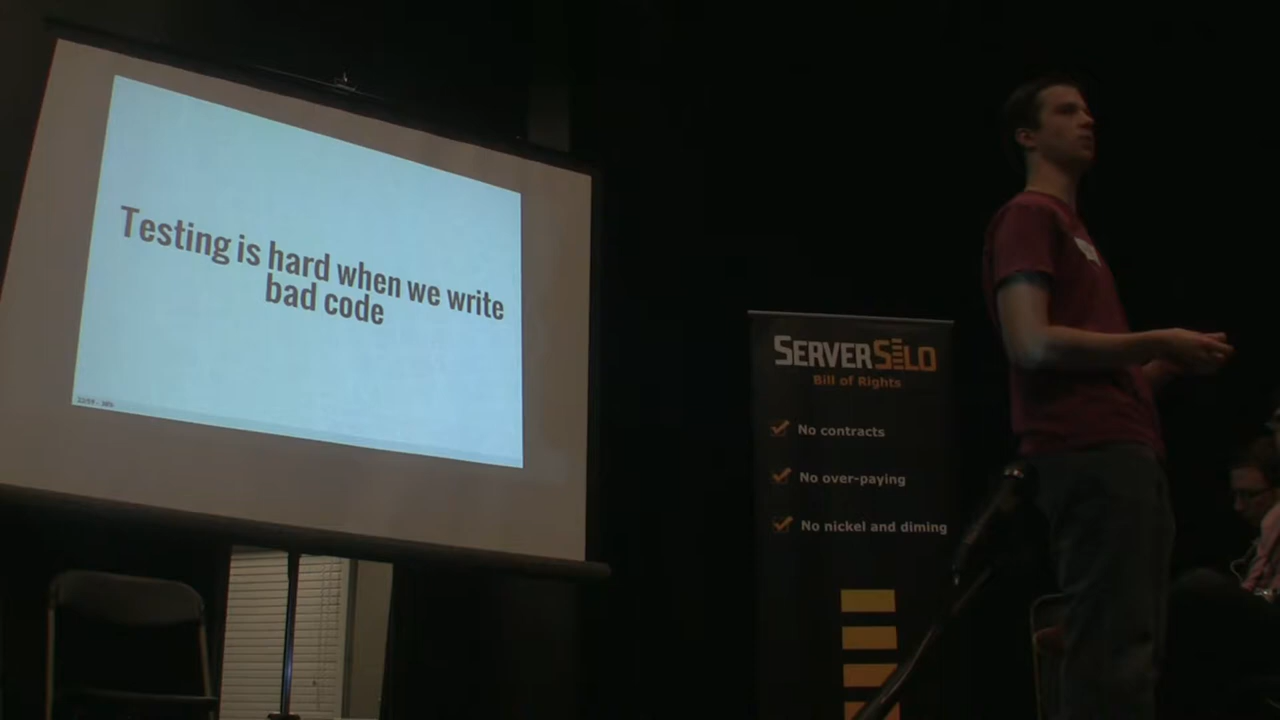 Testing is hard when we write
bad code
SERVERSILO
Bill of Rights
No contracts
No over-paying
No nickel and diming